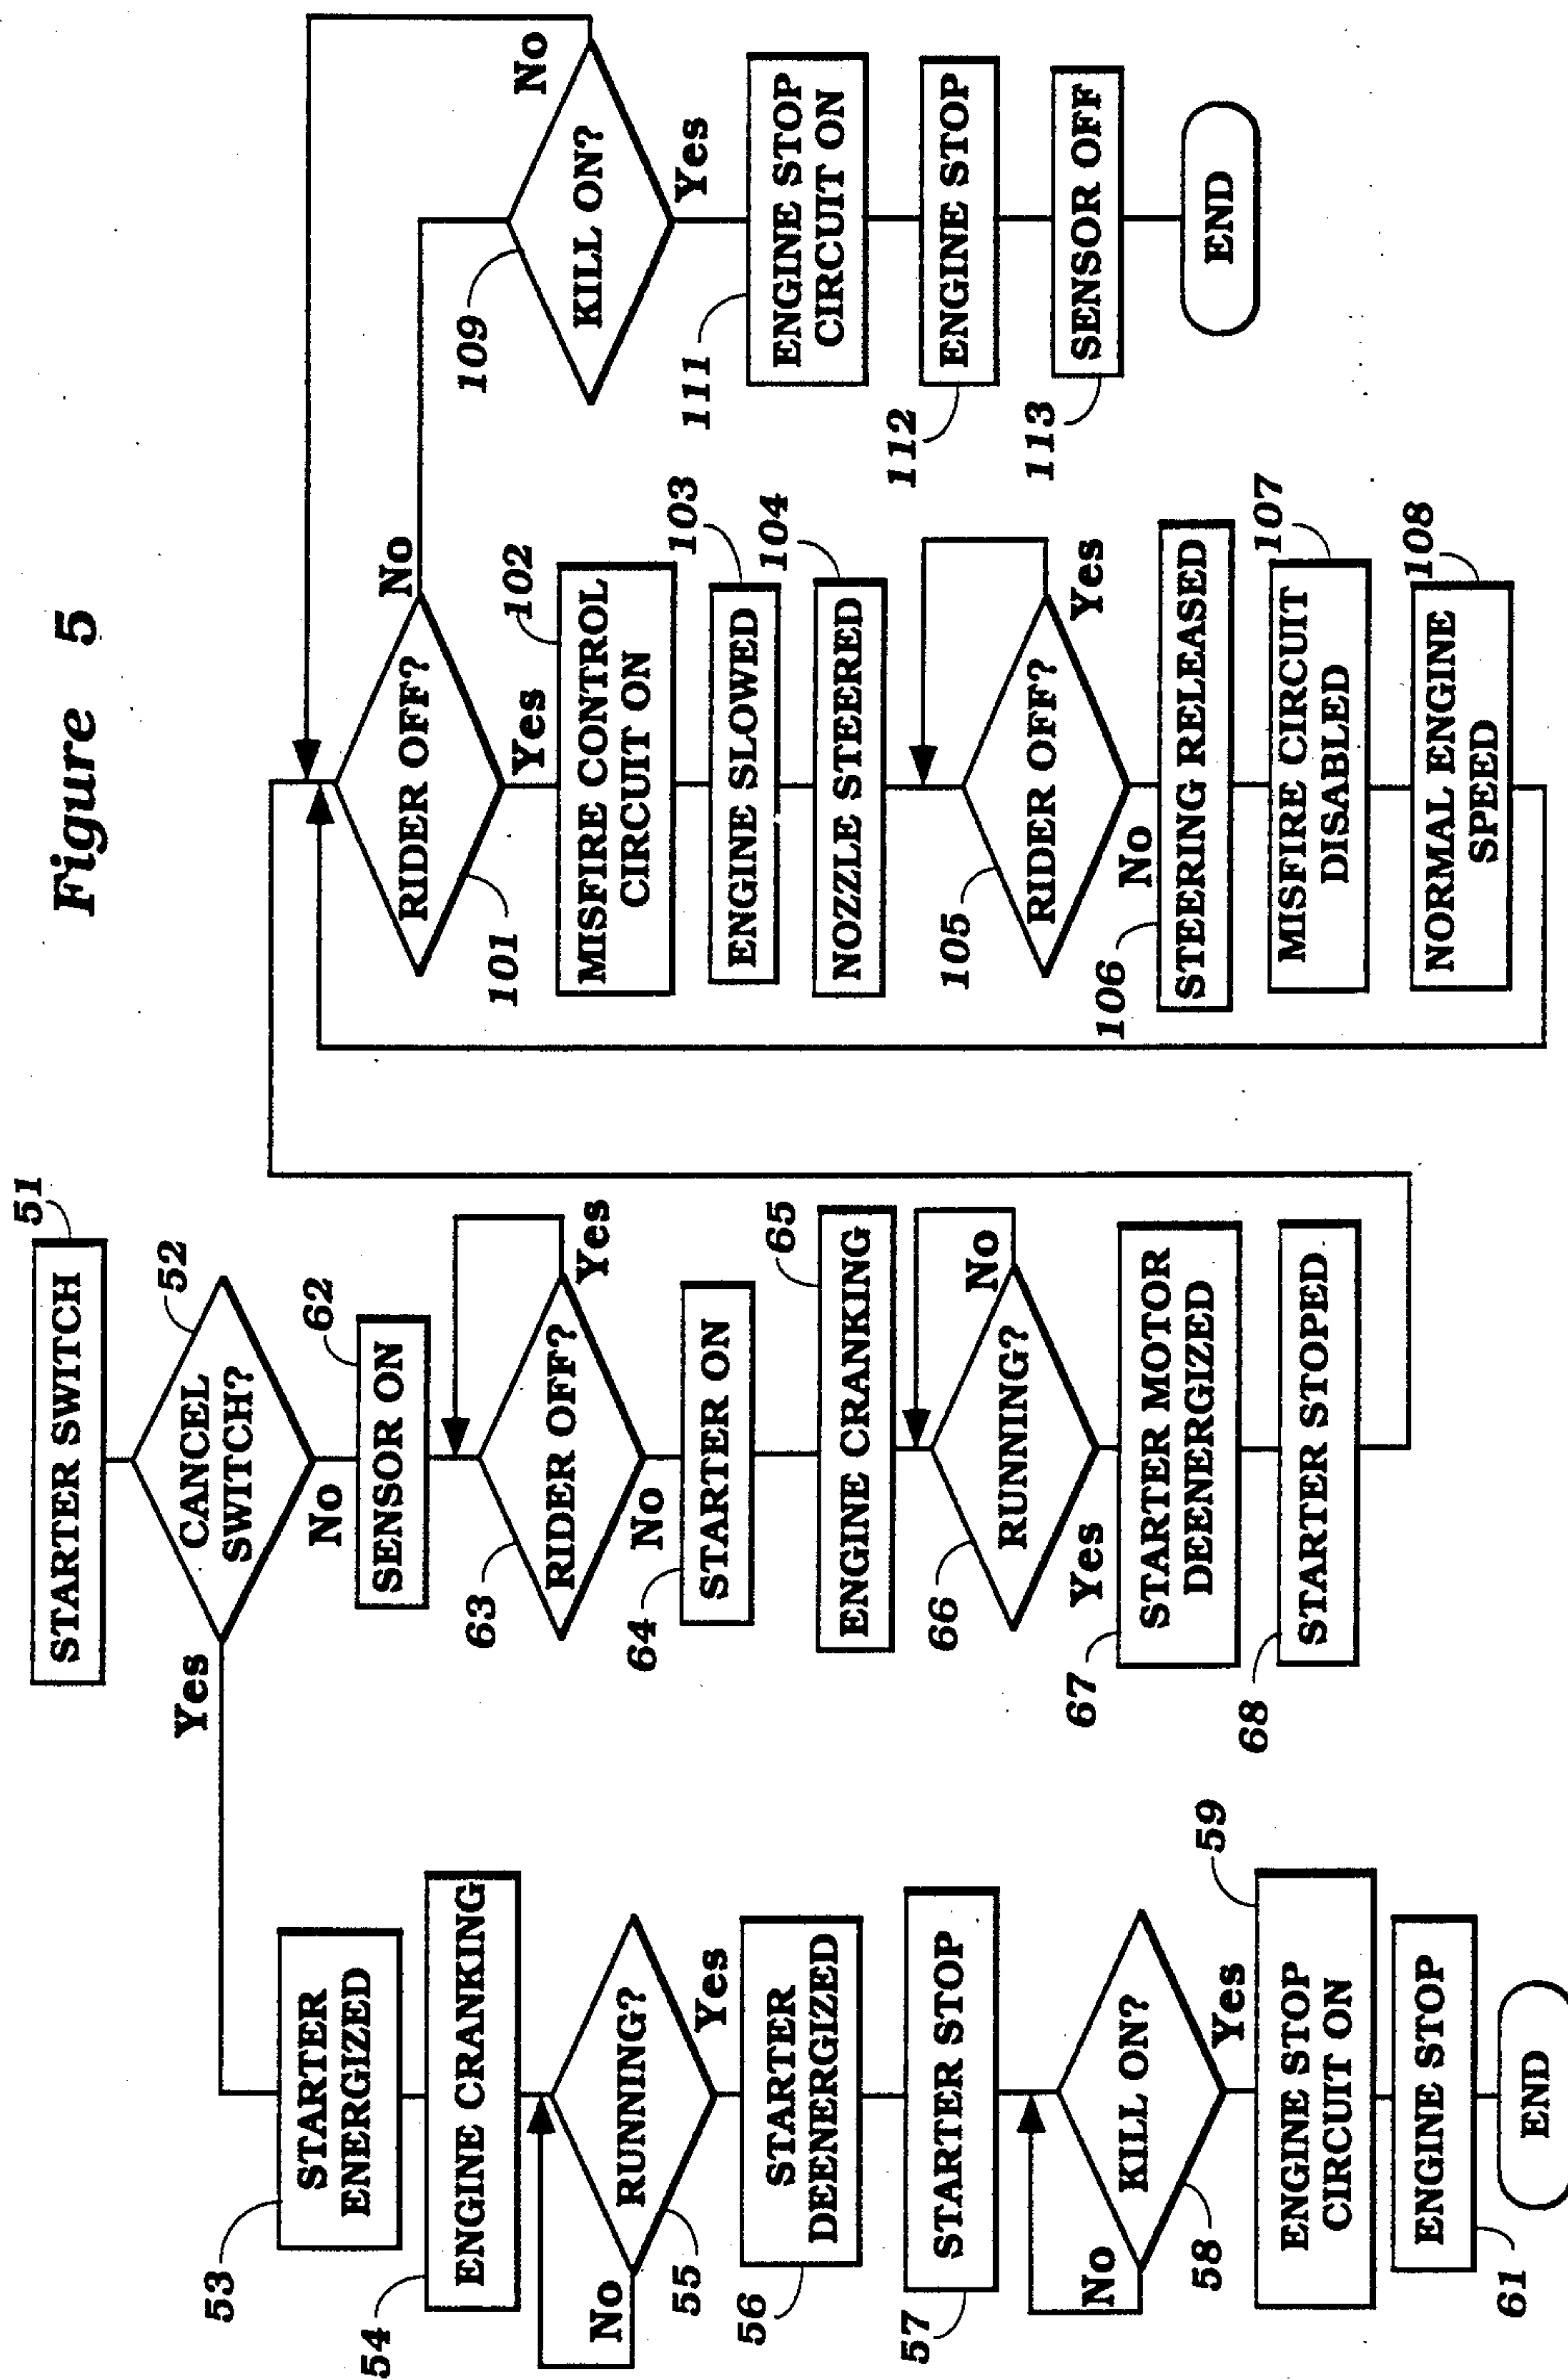 Figure 5
STARTER SWITCH
51
CANCEL
SWITCH?
52
Yes
No
STARTER
ENERGIZED
53
ENGINE CRANKING
54
RUNNING?
55
No
Yes
STARTER
DEENERGIZED
56
STARTER STOP
57
KILL ON?
58
No
Yes
ENGINE STOP
CIRCUIT ON
59
ENGINE STOP
61
END
SENSOR ON
62
RIDER OFF?
63
Yes
No
STARTER ON
64
ENGINE CRANKING
65
RUNNING?
66
No
Yes
STARTER MOTOR
DEENERGIZED
67
STARTER STOPED
68
RIDER OFF?
101
No
Yes
MISFIRE CONTROL
CIRCUIT ON
102
ENGINE SLOWED
103
NOZZLE STEERED
104
RIDER OFF?
105
Yes
No
STEERING RELEASED
106
MISFIRE CIRCUIT
DISABLED
107
NORMAL ENGINE
SPEED
108
KILL ON?
109
No
Yes
ENGINE STOP
CIRCUIT ON
111
ENGINE STOP
112
SENSOR OFF
113
END